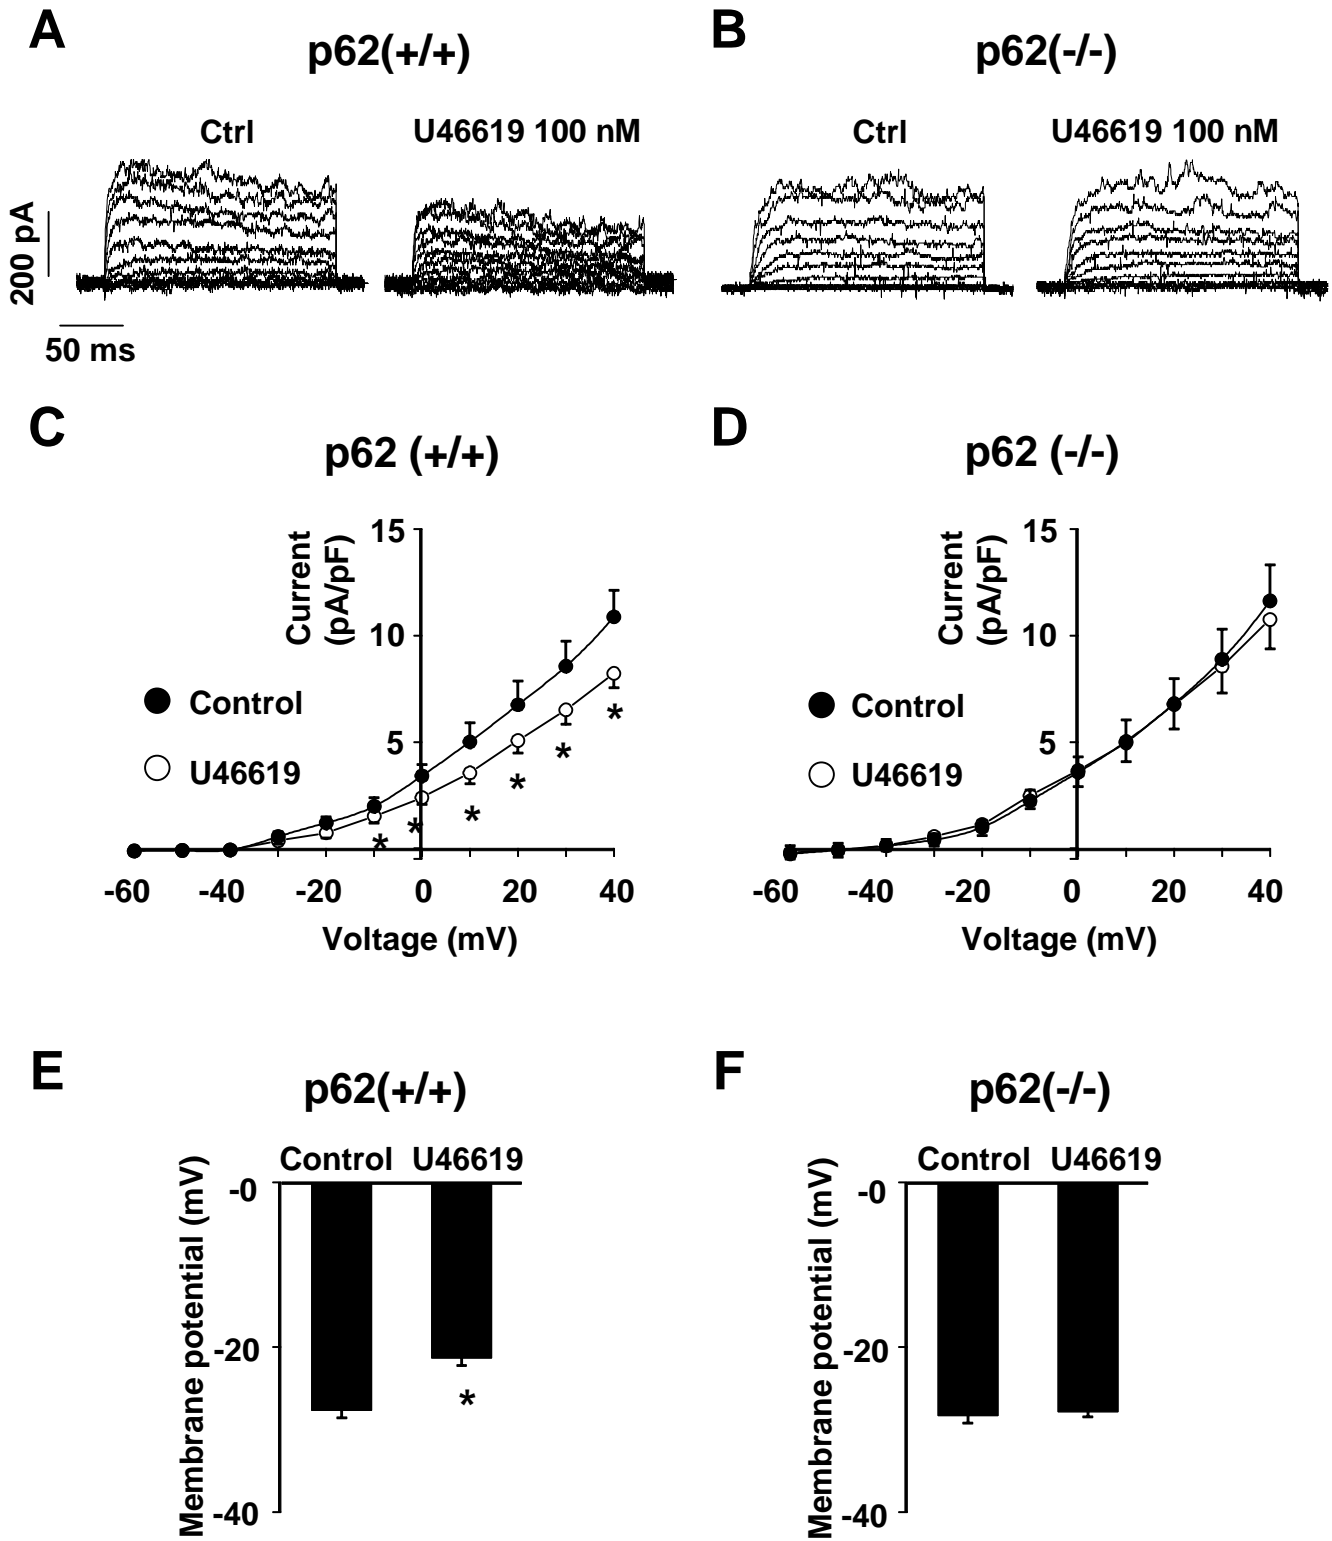 A
p62(+/+)
Ctrl
U46619 100 nM
200 pA
50 ms
B
p62(-/-)
Ctrl
U46619 100 nM
C
p62 (+/+)
Current
(pA/pF)
15
10
5
Control
U46619
*
*
*
*
*
*
-60 -40 -20 0 20 40
Voltage (mV)
D
p62 (-/-)
Current
(pA/pF)
15
10
5
Control
U46619
-60 -40 -20 0 20 40
Voltage (mV)
E
p62(+/+)
Control U46619
Membrane potential (mV)
-0
-20
-40
*
F
p62(-/-)
Control U46619
Membrane potential (mV)
-0
-20
-40